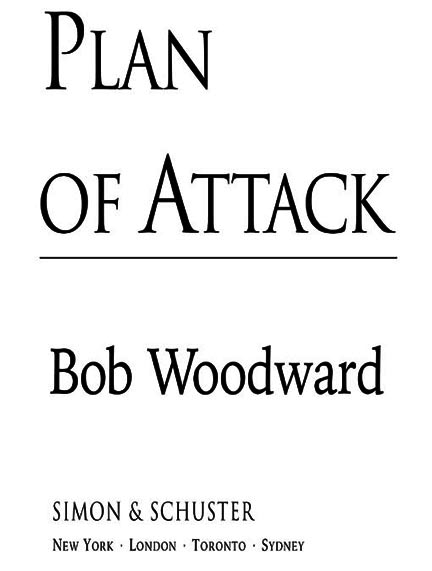 PLAN
OF ATTACK
Bob Woodward
SIMON & SCHUSTER
NEW YORK · LONDON · TORONTO · SYDNEY